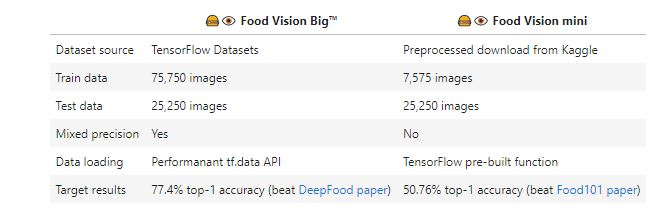 🍔👁 Food Vision Big™ 🍔👁 Food Vision mini
Dataset source TensorFlow Datasets Preprocessed download from Kaggle
Train data 75,750 images 7,575 images
Test data 25,250 images 25,250 images
Mixed precision Yes No
Data loading Performanant tf.data API TensorFlow pre-built function
Target results 77.4% top-1 accuracy (beat DeepFood paper) 50.76% top-1 accuracy (beat Food101 paper)